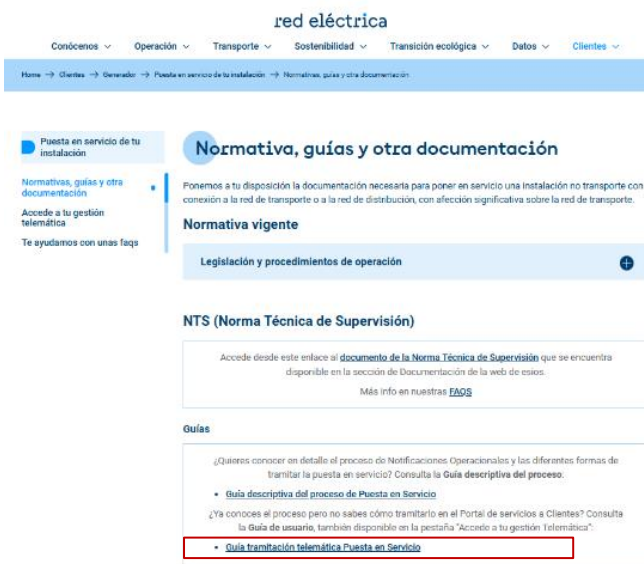 red eléctrica
Conócenos Operación Transporte Sostenibilidad Transición ecológica Datos Clientes
Home → Clientes → Generador → Puesta en servicio de tu instalación → Normativas, guías y otra documentación
Puesta en servicio de tu
instalación
Normativas, guías y otra
documentación
Accede a tu gestión
telemática
Te ayudamos con unas faqs
Normativa, guías y otra documentación
Ponemos a tu disposición la documentación necesaria para poner en servicio una instalación no transporte con
conexión a la red de transporte o a la red de distribución, con afección significativa sobre la red de transporte.
Normativa vigente
Legislación y procedimientos de operación
NTS (Norma Técnica de Supervisión)
Accede desde este enlace al documento de la Norma Técnica de Supervisión que se encuentra
disponible en la sección de Documentación de la web de esios.
Más info en nuestras FAQS
Guías
¿Quieres conocer en detalle el proceso de Notificaciones Operacionales y las diferentes formas de
tramitar la puesta en servicio? Consulta la Guía descriptiva del proceso:
• Guía descriptiva del proceso de Puesta en Servicio
¿Ya conoces el proceso pero no sabes cómo tramitarlo en el Portal de servicios a Clientes? Consulta
la Guía de usuario, también disponible en la pestaña "Accede a tu gestión Telemática":
• Guía tramitación telemática Puesta en Servicio